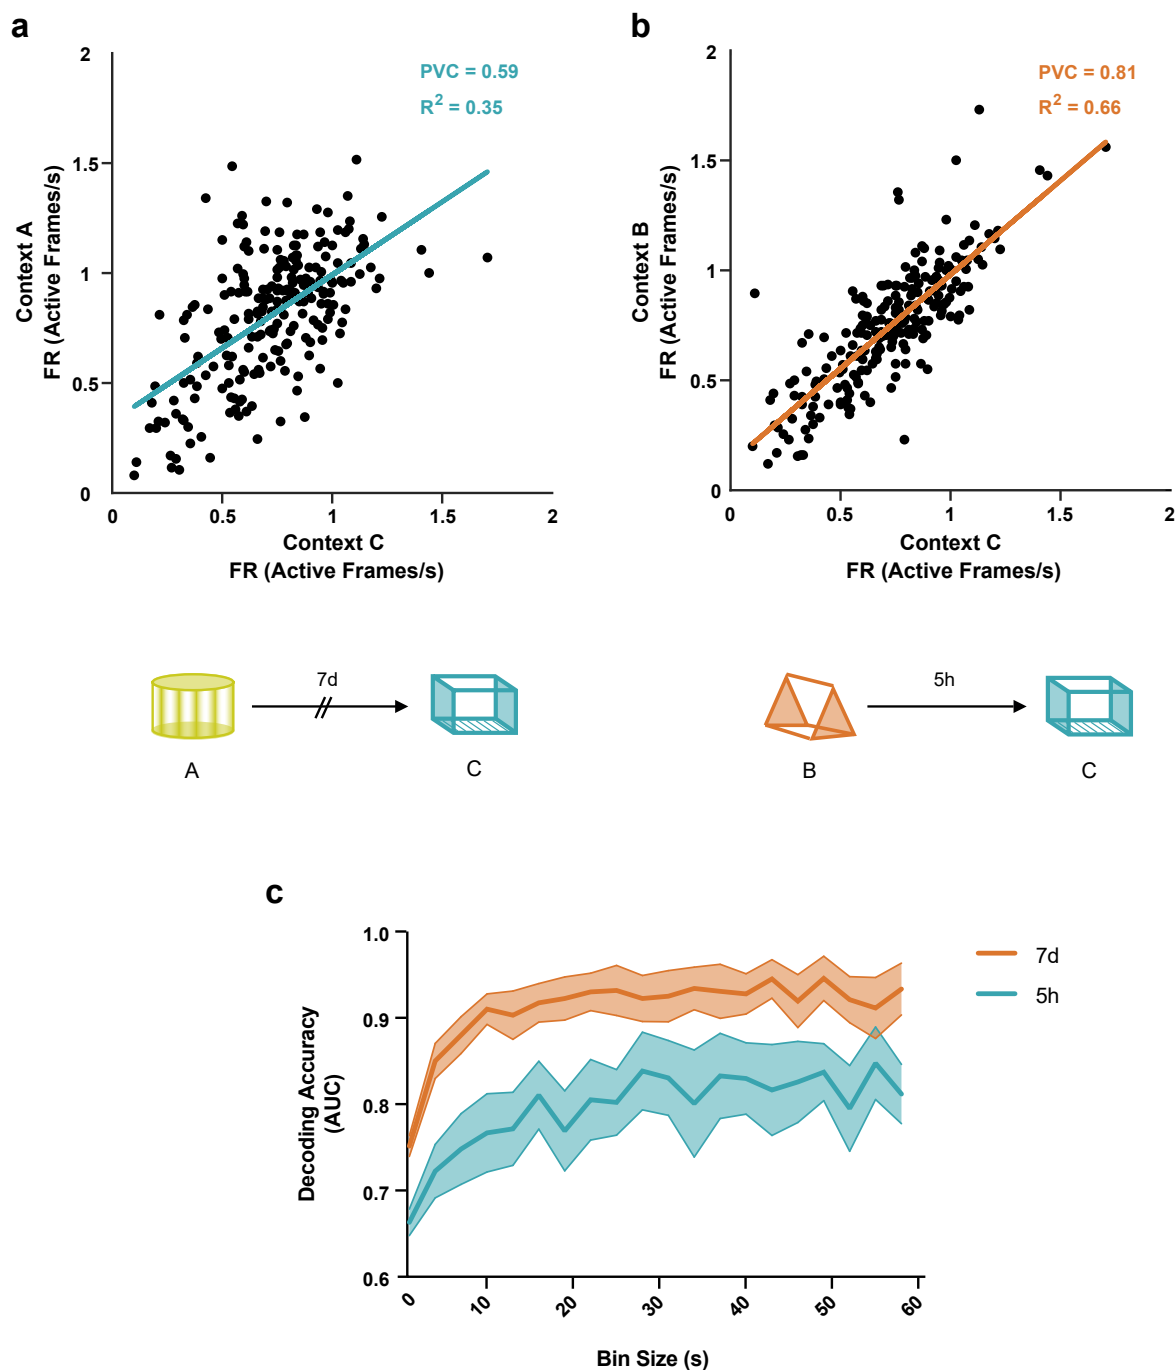 a
2
1.5
1
0.5
0
0
0.5
1
1.5
2
Context A
FR (Active Frames/s)
PVC = 0.59
R² = 0.35
Context C
FR (Active Frames/s)
b
2
1.5
1
0.5
0
0
0.5
1
1.5
2
Context B
FR (Active Frames/s)
PVC = 0.81
R² = 0.66
Context C
FR (Active Frames/s)
7d
A
C
5h
B
C
c
1.0
0.9
0.8
0.7
0.6
0
10
20
30
40
50
60
Decoding Accuracy
(AUC)
Bin Size (s)
7d
5h